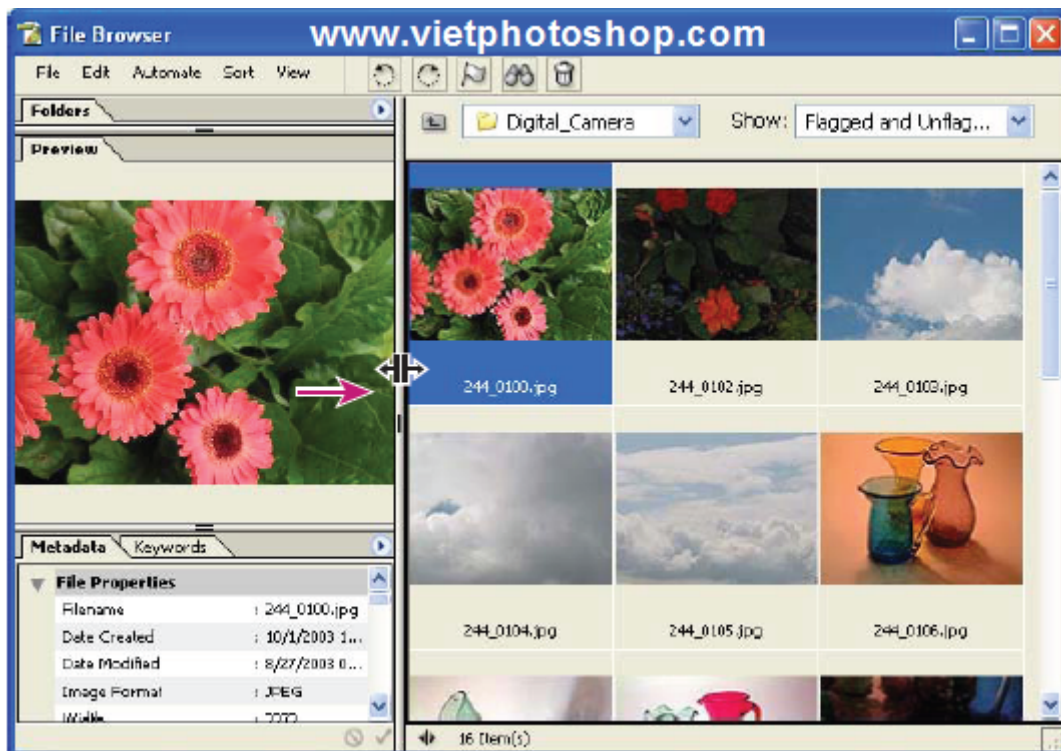 File Browser
www.vietphotoshop.com
File Edit Automate Sort View
Folders
Digital_Camera
Show: Flagged and Unflag...
Preview
244_0100.jpg
244_0102.jpg
244_0103.jpg
244_0104.jpg
244_0105.jpg
244_0106.jpg
Metadata Keywords
File Properties
Filename : 244_0100.jpg
Date Created : 10/1/2003 1...
Date Modified : 8/27/2003 0...
Image Format : JPEG
16 Item(s)